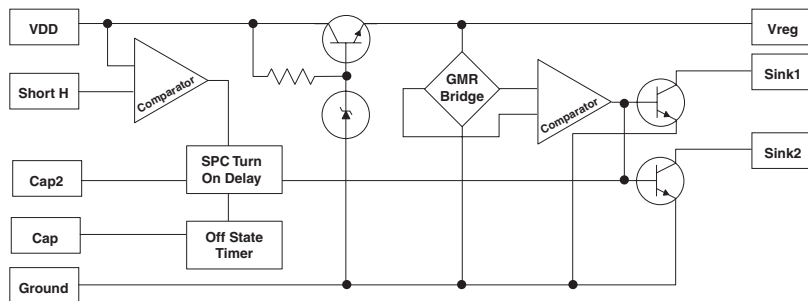 VDD
Vreg
Short H
Comparator
GMR
Bridge
Comparator
Sink1
Cap2
SPC Turn
On Delay
Sink2
Cap
Off State
Timer
Ground